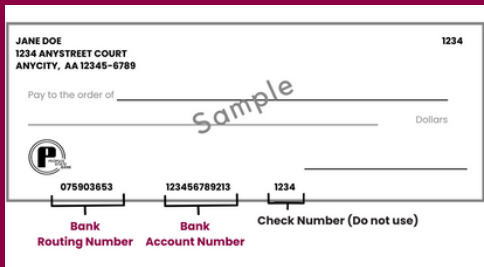 JANE DOE 1234
1234 ANYSTREET COURT
ANYCITY, AA 12345-6789
Pay to the order of
Sample
Dollars
P
075903653 123456789213 1234
Bank Routing Number
Bank Account Number
Check Number (Do not use)